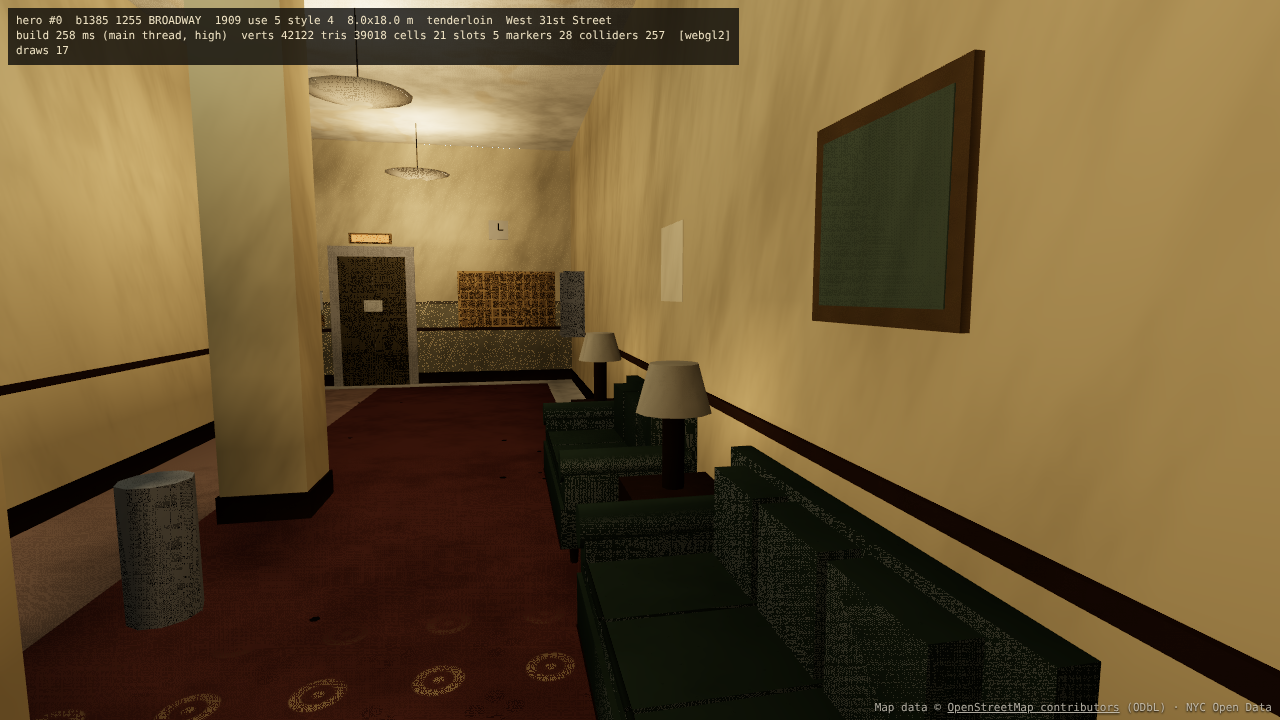 hero #0  b1385 1255 BROADWAY  1909 use 5 style 4  8.0x18.0 m  tenderloin  West 31st Street
build 258 ms (main thread, high)  verts 42122 tris 39018 cells 21 slots 5 markers 28 colliders 257  [webgl2]
draws 17
L
Map data © OpenStreetMap contributors (ODbL) · NYC Open Data